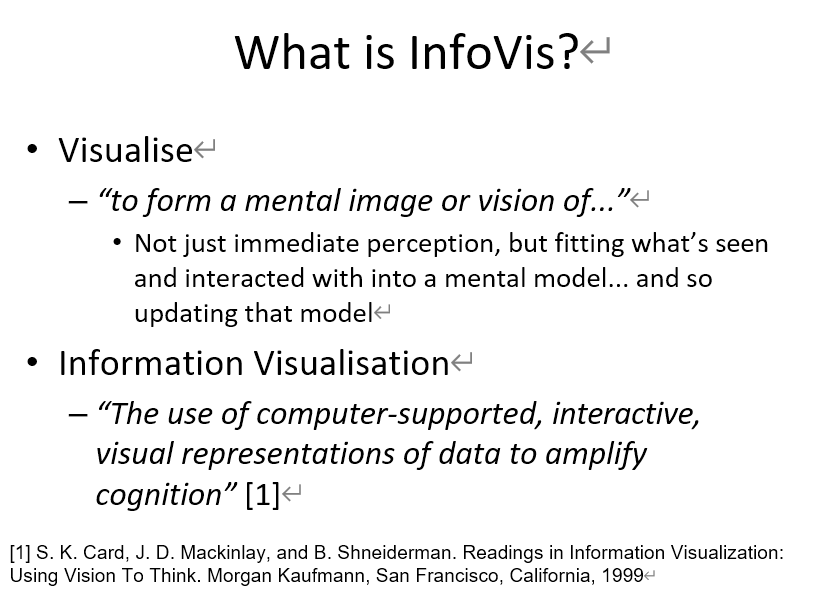 What is InfoVis?↵
• Visualise↵
– “to form a mental image or vision of...”↵
• Not just immediate perception, but fitting what’s seen
and interacted with into a mental model... and so
updating that model↵
• Information Visualisation↵
– “The use of computer-supported, interactive,
visual representations of data to amplify
cognition” [1]↵
[1] S. K. Card, J. D. Mackinlay, and B. Shneiderman. Readings in Information Visualization:
Using Vision To Think. Morgan Kaufmann, San Francisco, California, 1999↵